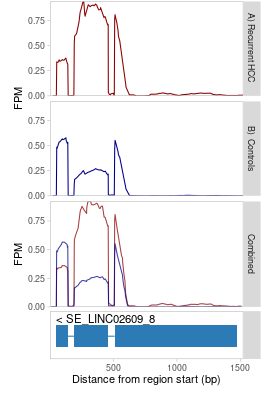 0.75
0.50
0.25
0.00
FPM
A) Recurrent HCC
0.75
0.50
0.25
0.00
FPM
B) Controls
0.75
0.50
0.25
0.00
FPM
Combined
< SE_LINC02609_8
500
1000
1500
Distance from region start (bp)